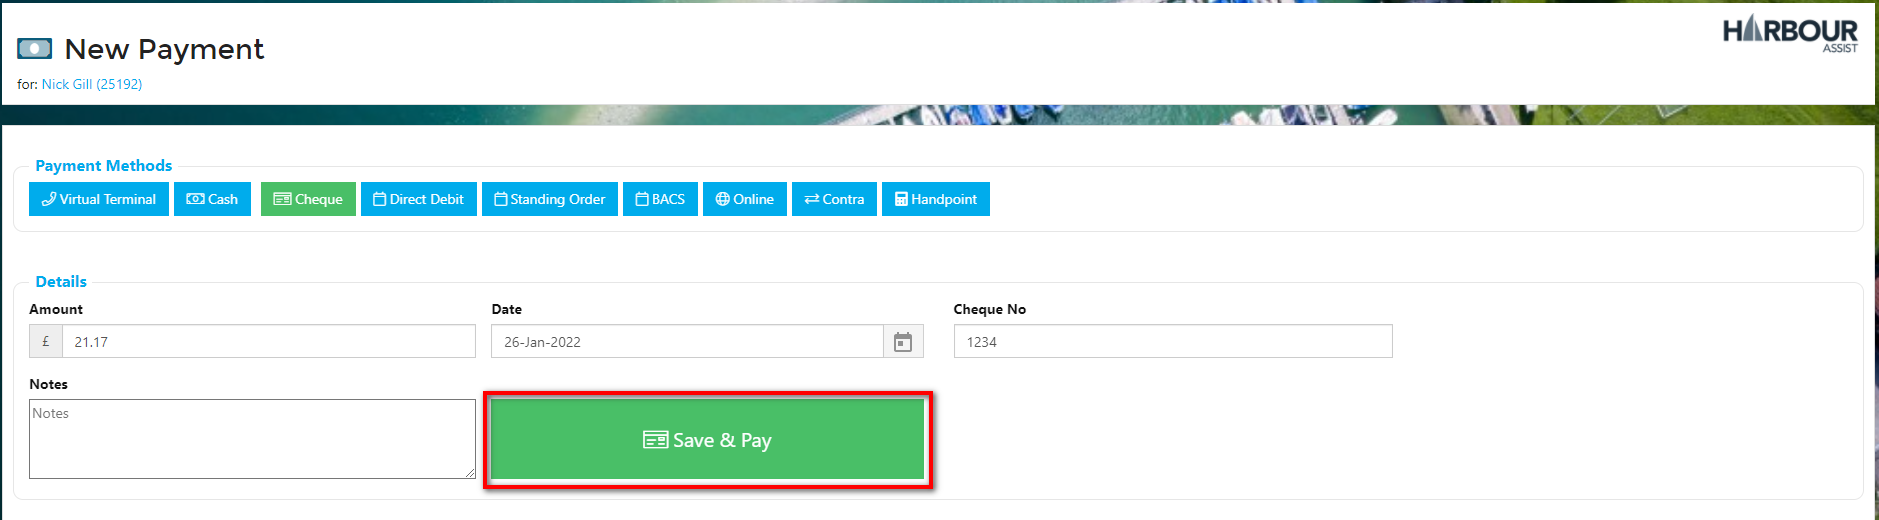 HARBOUR
ASSIST
New Payment
for: Nick Gill (25192)
Payment Methods
Virtual Terminal Cash Cheque Direct Debit Standing Order BACS Online Contra Handpoint
Details
Amount Date Cheque No
£ 21.17 26-Jan-2022 1234
Notes
Notes
Save & Pay